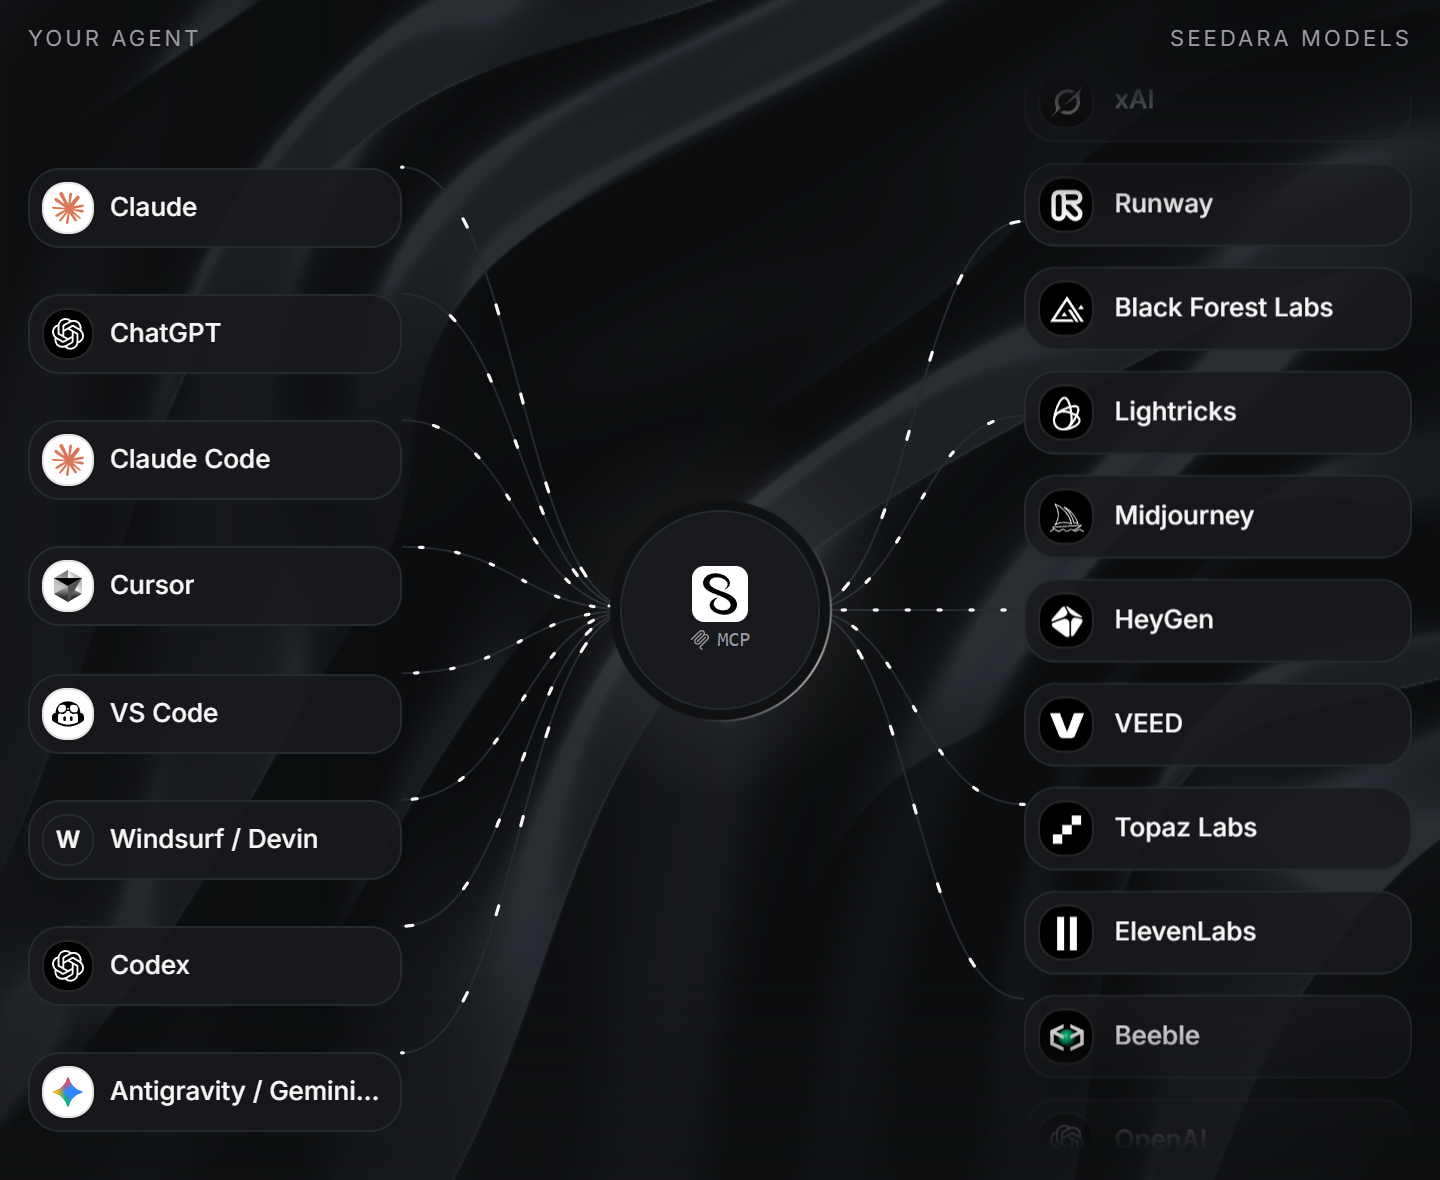 YOUR AGENT
SEEDARA MODELS
Claude
ChatGPT
Claude Code
Cursor
VS Code
W
Windsurf / Devin
Codex
Antigravity / Gemini...
S
MCP
xAI
Runway
Black Forest Labs
Lightricks
Midjourney
HeyGen
VEED
Topaz Labs
ElevenLabs
Beeble
OpenAI